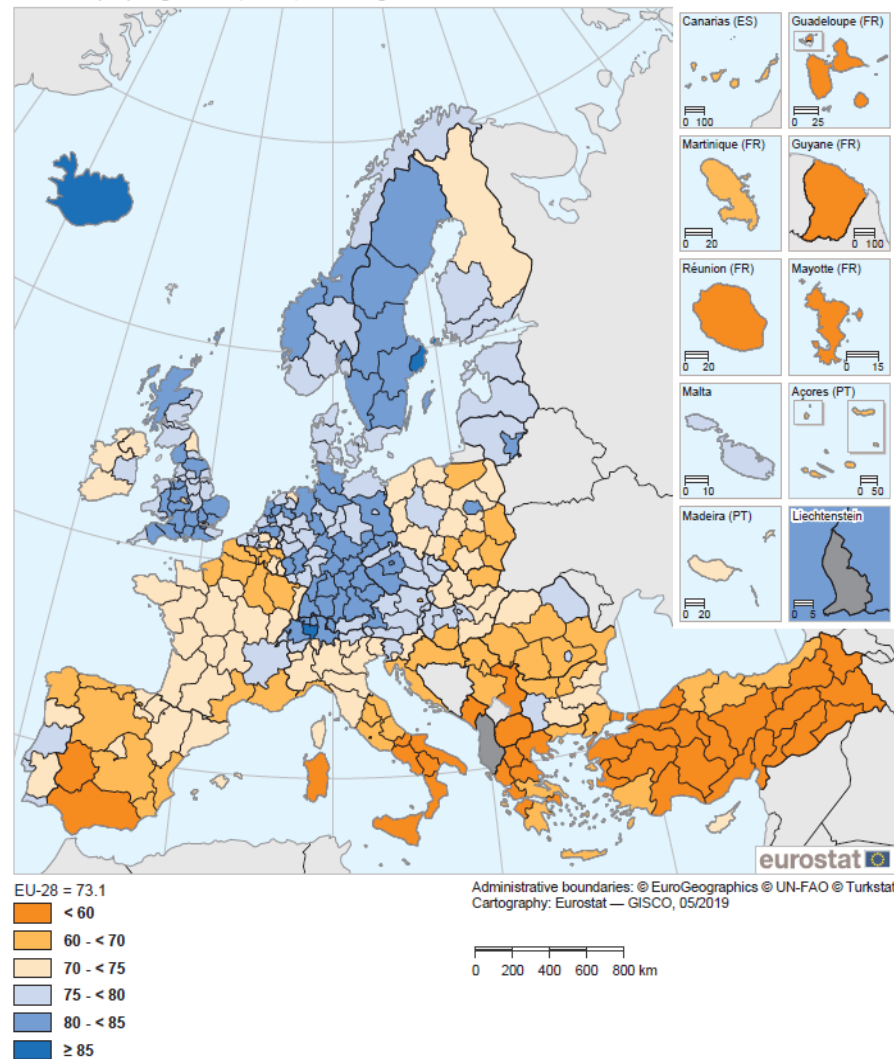 Canarias (ES)
0 100
Guadeloupe (FR)
0 25
Martinique (FR)
0 20
Guyane (FR)
0 100
Réunion (FR)
0 20
Mayotte (FR)
0 15
Malta
0 10
Açores (PT)
0 50
Madeira (PT)
0 20
Liechtenstein
0 5
eurostat
EU-28 = 73.1
< 60
60 - < 70
70 - < 75
75 - < 80
80 - < 85
≥ 85
Administrative boundaries: © EuroGeographics © UN-FAO © Turkstat
Cartography: Eurostat — GISCO, 05/2019
0 200 400 600 800 km